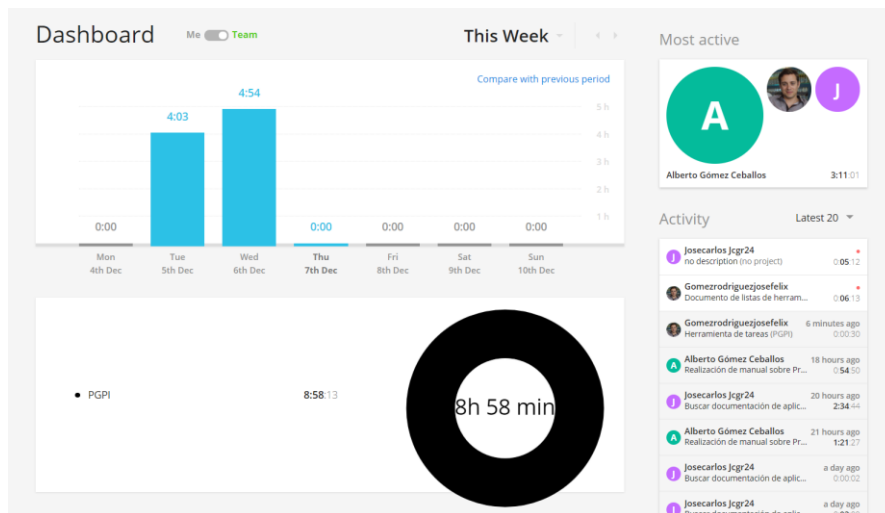 Dashboard
Me Team
This Week
Compare with previous period
5 h
4 h
3 h
2 h
1 h
4:03
4:54
0:00
0:00
0:00
0:00
0:00
Mon
4th Dec
Tue
5th Dec
Wed
6th Dec
Thu
7th Dec
Fri
8th Dec
Sat
9th Dec
Sun
10th Dec
PGPI
8:58:13
8h 58 min
Most active
A
J
Alberto Gómez Ceballos
3:11:01
Activity
Latest 20
J
Josecarlos Jcgr24
no description (no project)
0:05:12
Gomezrodriguezjosefelix
Documento de listas de herram...
0:06:13
Gomezrodriguezjosefelix
6 minutes ago
Herramienta de tareas (PGPI)
0:00:30
A
Alberto Gómez Ceballos
18 hours ago
Realización de manual sobre Pr...
0:54:50
J
Josecarlos Jcgr24
20 hours ago
Buscar documentación de aplic...
2:34:44
A
Alberto Gómez Ceballos
21 hours ago
Realización de manual sobre Pr...
1:21:27
J
Josecarlos Jcgr24
a day ago
Buscar documentación de aplic...
0:00:02
J
Josecarlos Jcgr24
a day ago